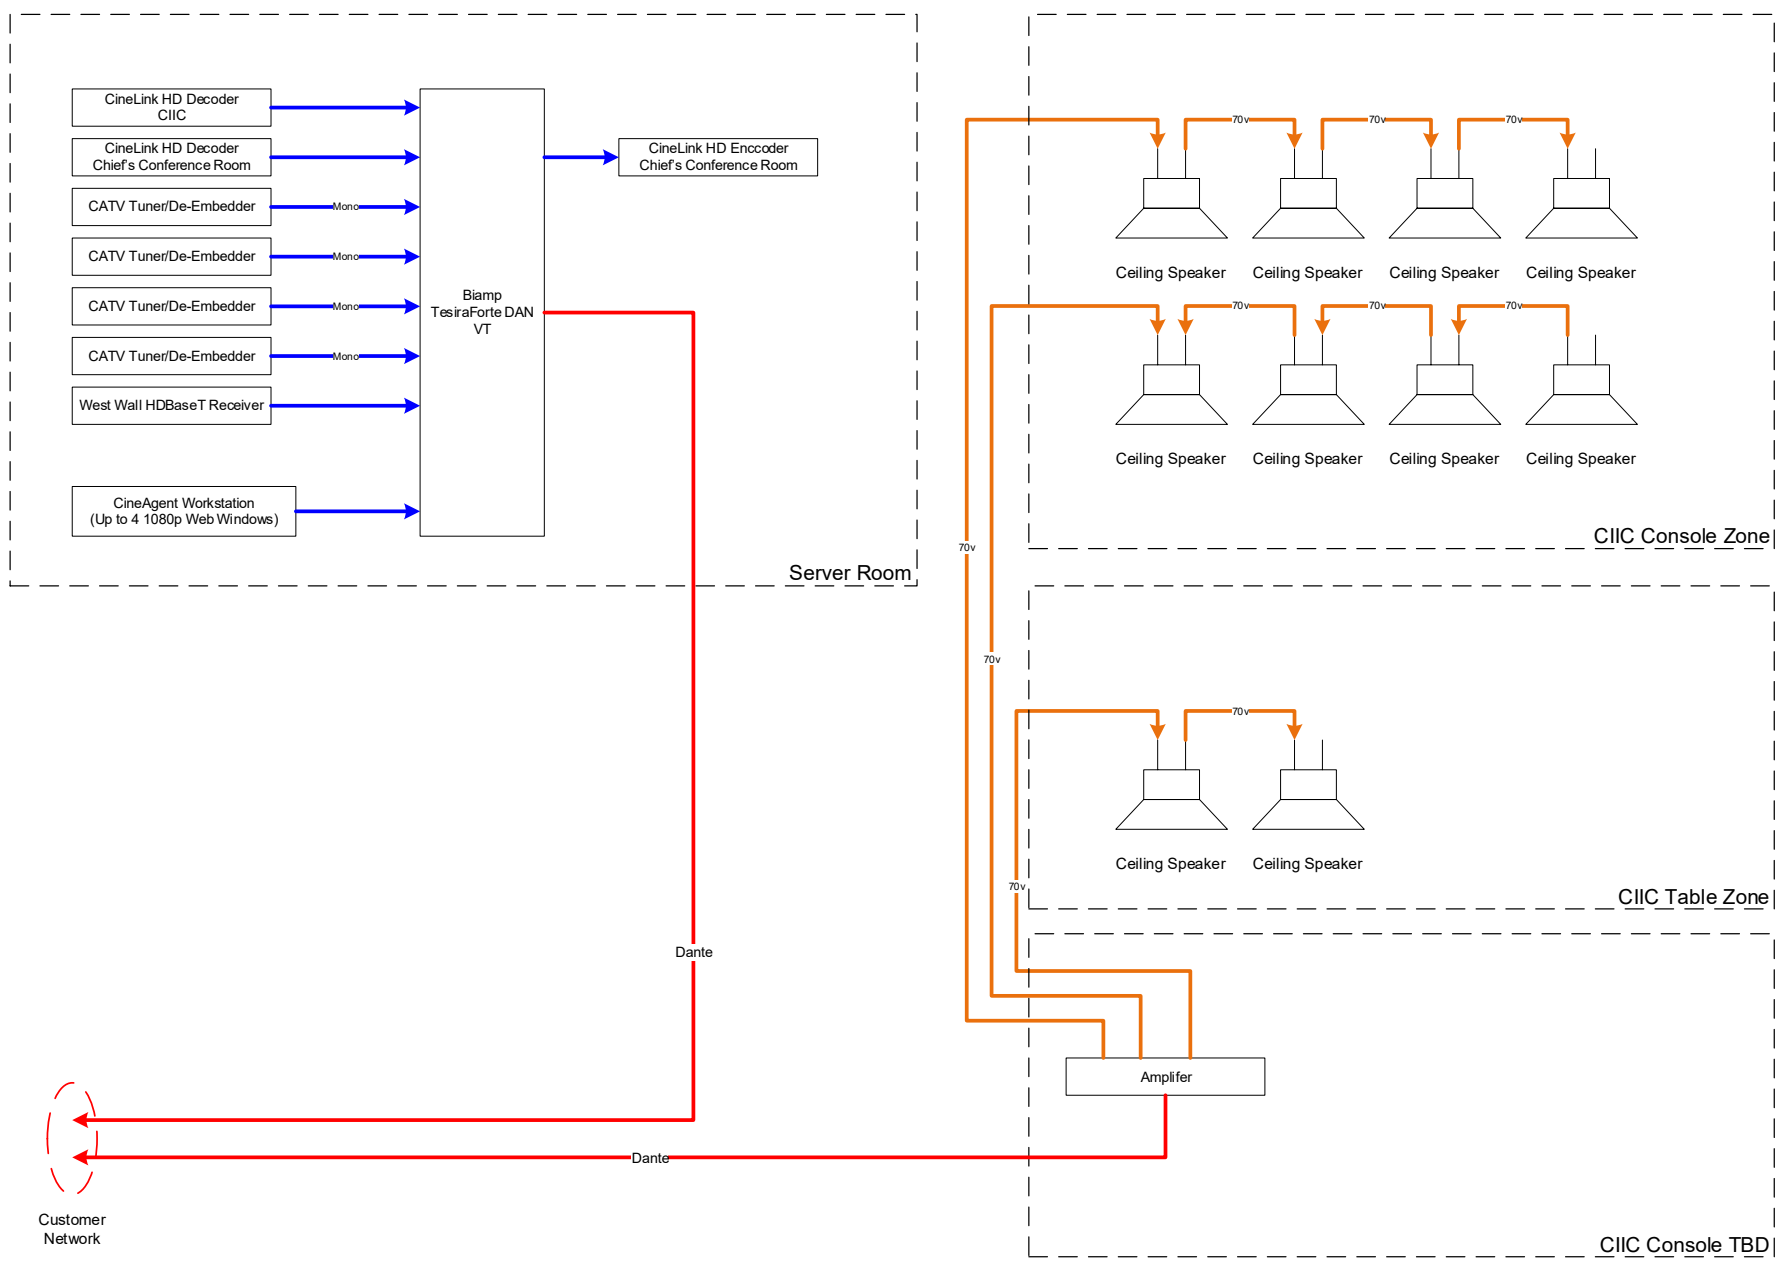 CineLink HD Decoder
CIIC
CineLink HD Decoder
Chief's Conference Room
CATV Tuner/De-Embedder
Mono
CATV Tuner/De-Embedder
Mono
CATV Tuner/De-Embedder
Mono
CATV Tuner/De-Embedder
Mono
West Wall HDBaseT Receiver
CineAgent Workstation
(Up to 4 1080p Web Windows)
Biamp
TesiraForte DAN
VT
CineLink HD Enccoder
Chief's Conference Room
Server Room
70v
70v
70v
Ceiling Speaker
Ceiling Speaker
Ceiling Speaker
Ceiling Speaker
70v
70v
70v
Ceiling Speaker
Ceiling Speaker
Ceiling Speaker
Ceiling Speaker
CIIC Console Zone
70v
70v
70v
70v
Ceiling Speaker
Ceiling Speaker
CIIC Table Zone
Amplifer
CIIC Console TBD
Dante
Dante
Customer
Network